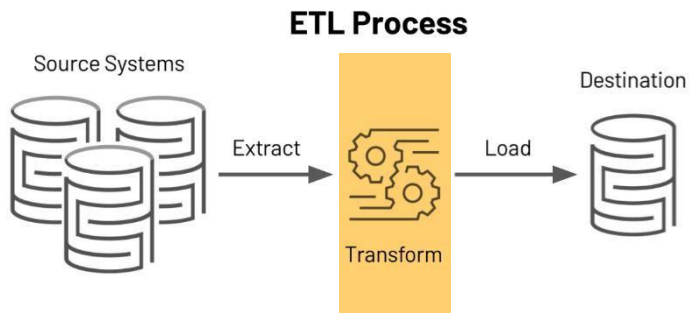 ETL Process
Source Systems
Destination
Extract
Load
Transform